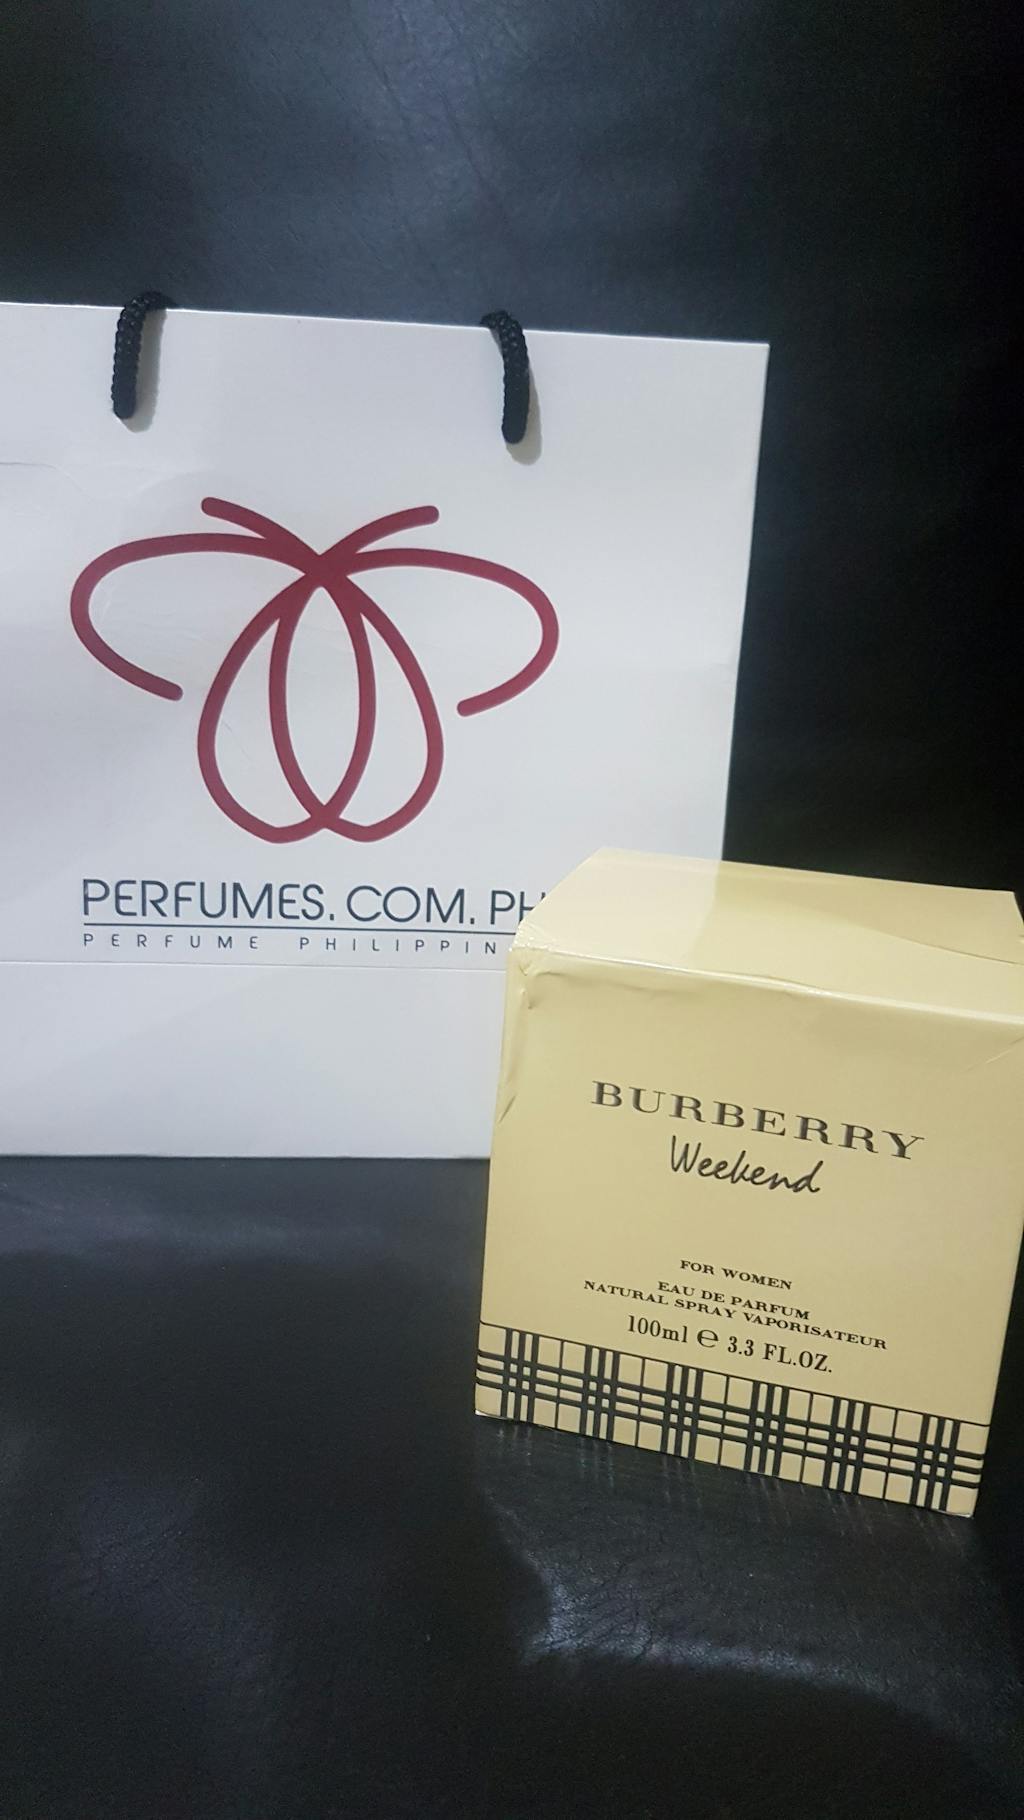 PERFUMES.COM.PH
PERFUME PHILIPPIN
BURBERRY
Weekend
FOR WOMEN
EAU DE PARFUM
NATURAL SPRAY VAPORISATEUR
100ml ℮ 3.3 FL.OZ.